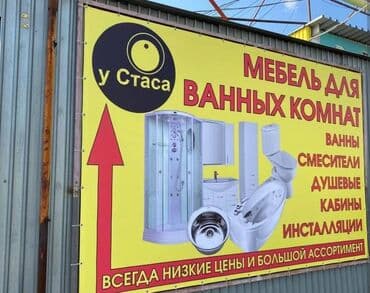 у Стаса
МЕБЕЛЬ ДЛЯ
ВАННЫХ КОМНАТ
ВАННЫ
СМЕСИТЕЛИ
ДУШЕВЫЕ
КАБИНЫ
ИНСТАЛЛЯЦИИ
ВСЕГДА НИЗКИЕ ЦЕНЫ И БОЛЬШОЙ АССОРТИМЕНТ